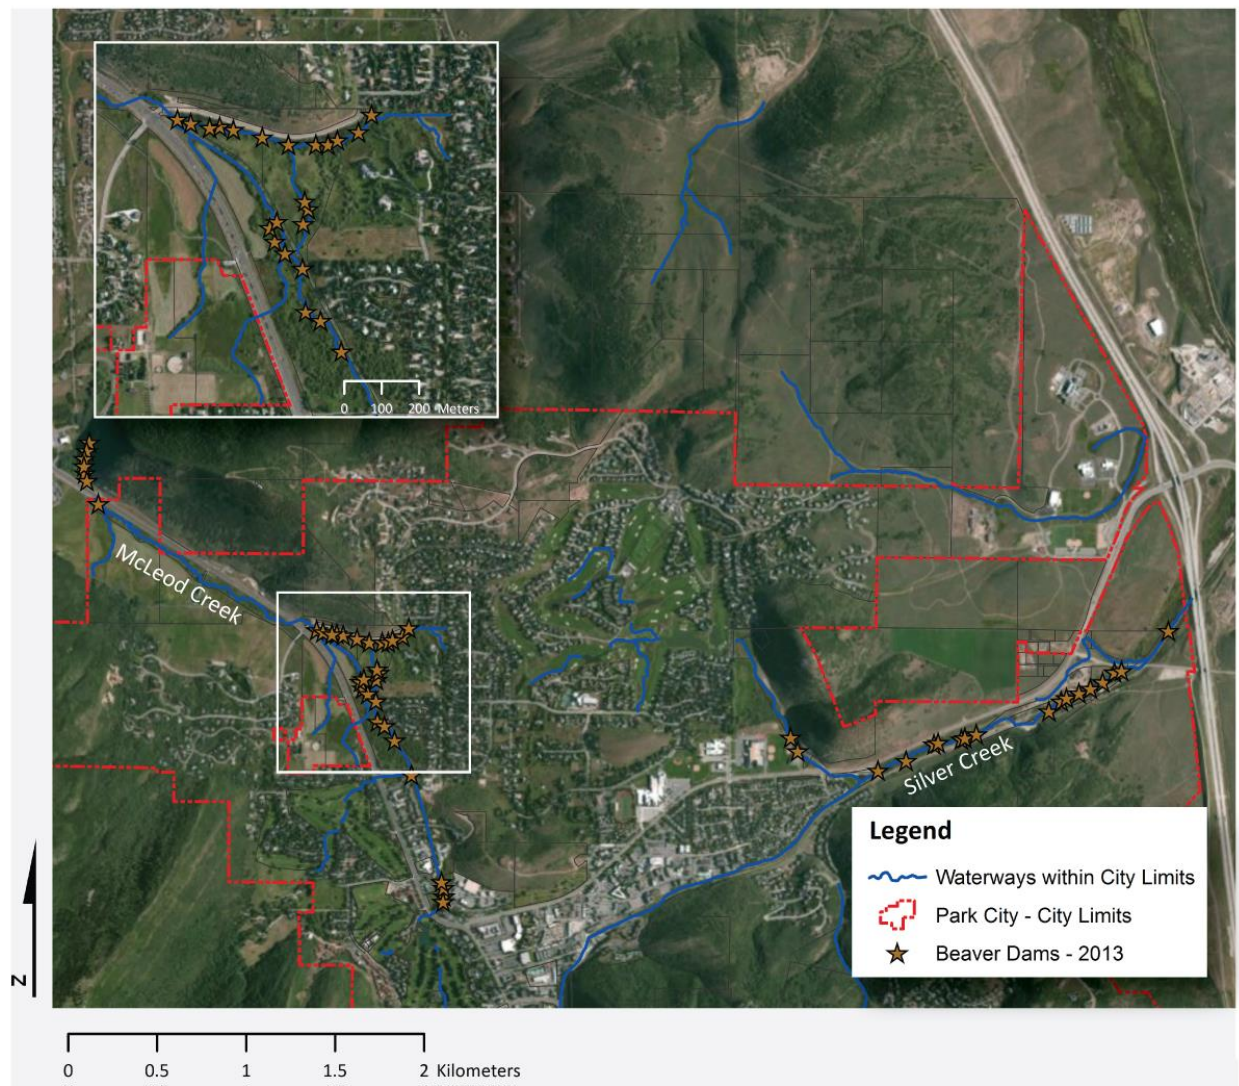 0 100 200 Meters
McLeod Creek
Silver Creek
Legend
Waterways within City Limits
Park City - City Limits
Beaver Dams - 2013
N
0 0.5 1 1.5 2 Kilometers